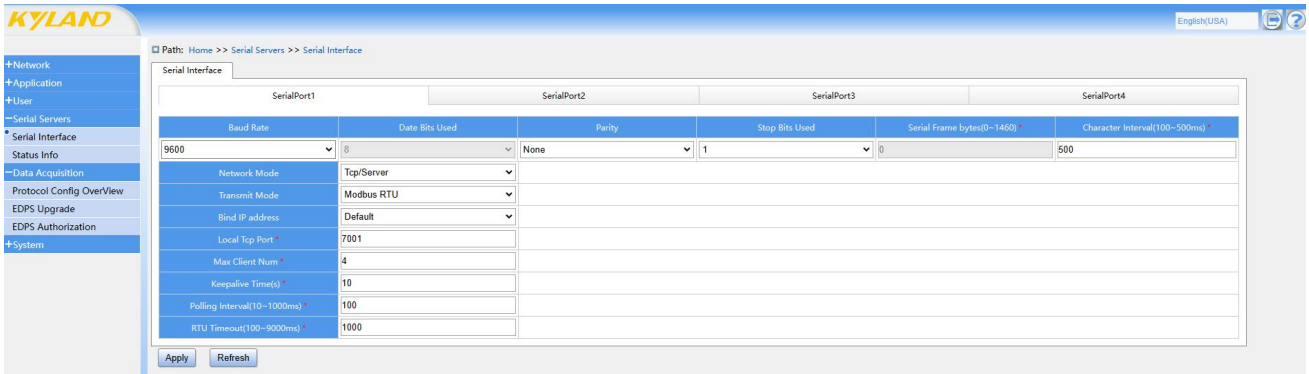 KYLAND
English(USA)
Path: Home >> Serial Servers >> Serial Interface
+Network
+Application
+User
−Serial Servers
Serial Interface
Status Info
−Data Acquisition
Protocol Config OverView
EDPS Upgrade
EDPS Authorization
+System
Serial Interface
SerialPort1 SerialPort2 SerialPort3 SerialPort4
Baud Rate Date Bits Used Parity Stop Bits Used Serial Frame bytes(0~1460) * Character Interval(100~500ms) *
9600 8 None 1 0 500
Network Mode Tcp/Server
Transmit Mode Modbus RTU
Bind IP address Default
Local Tcp Port * 7001
Max Client Num * 4
Keepalive Time(s) * 10
Polling Interval(10~1000ms) * 100
RTU Timeout(100~9000ms) * 1000
Apply Refresh